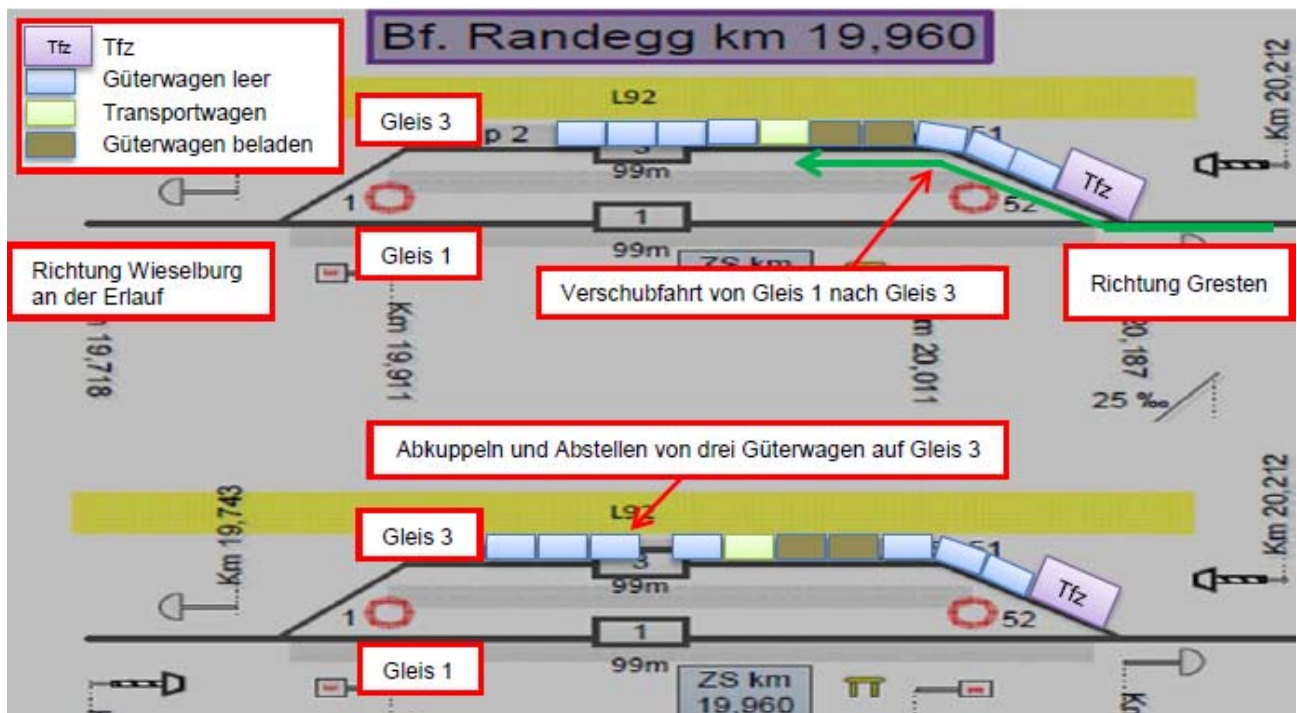 Bf. Randegg km 19,960
Tfz Tfz
Güterwagen leer
Transportwagen
Güterwagen beladen
L92
Km 20,212
Gleis 3
p 2
3
51
Tfz
99m
1
1
52
Gleis 1
99m
ZS km
Richtung Wieselburg
an der Erlauf
Verschubfahrt von Gleis 1 nach Gleis 3
Richtung Gresten
19,718
Km 19,911
20,011
20,187
25 ‰
Abkuppeln und Abstellen von drei Güterwagen auf Gleis 3
Km 19,743
L92
Km 20,212
Gleis 3
3
51
Tfz
99m
1
1
52
Gleis 1
99m
ZS km
19,960